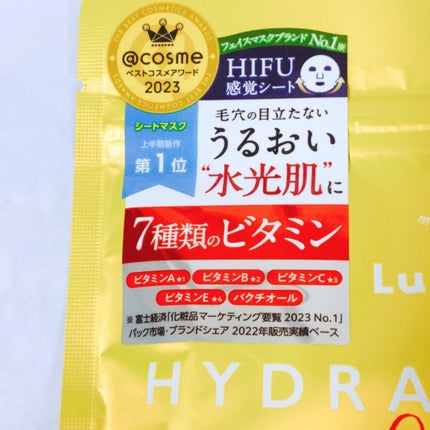 THE BEST COSMETICS AWARDS
@cosme
ベストコスメアワード
2023
シートマスク
上半期新作
第1位
フェイスマスクブランドNo.1※
HIFU
感覚シート
毛穴の目立たない
うるおい
“水光肌”に
7種類のビタミン
ビタミンA★1 ビタミンB★2 ビタミンC★3
ビタミンE★4 バクチオール
※富士経済「化粧品マーケティング要覧 2023 No.1」
パック市場・ブランドシェア 2022年販売実績ベース
Lu
HYDRA